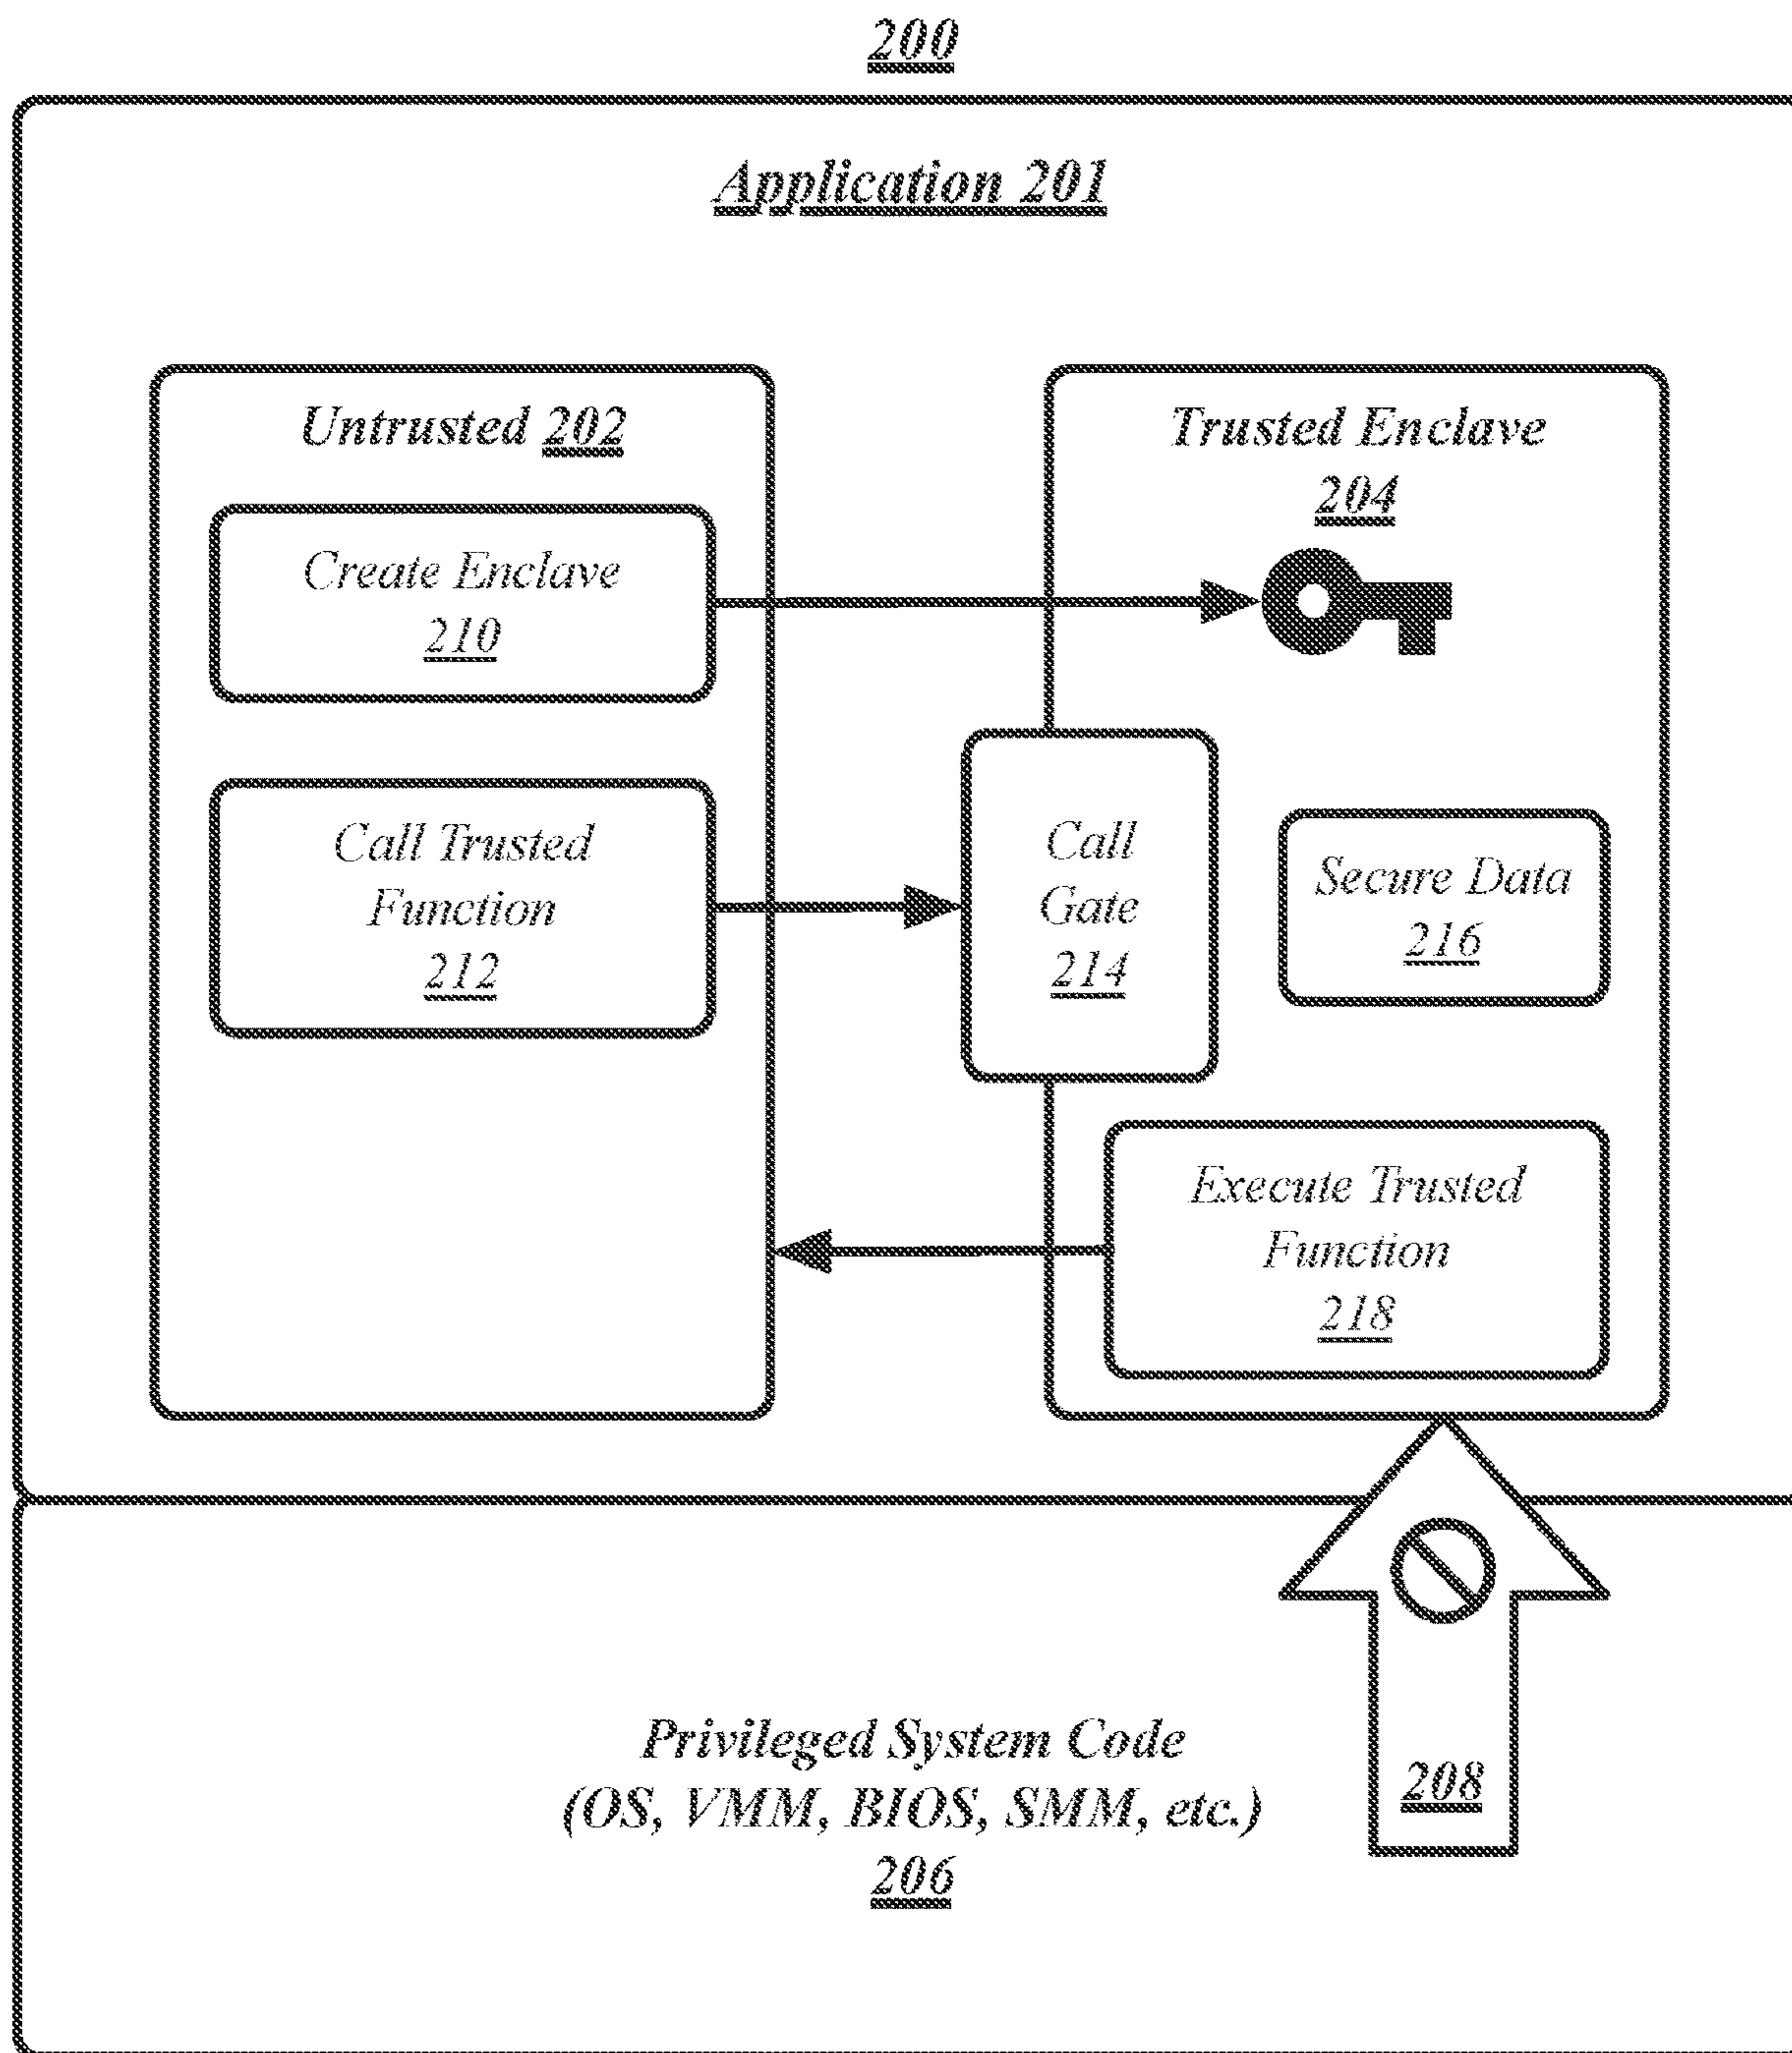 200
Application 201
Untrusted 202
Create Enclave
210
Call Trusted
Function
212
Trusted Enclave
204
Call
Gate
214
Secure Data
216
Execute Trusted
Function
218
Privileged System Code
(OS, VMM, BIOS, SMM, etc.)
206
208